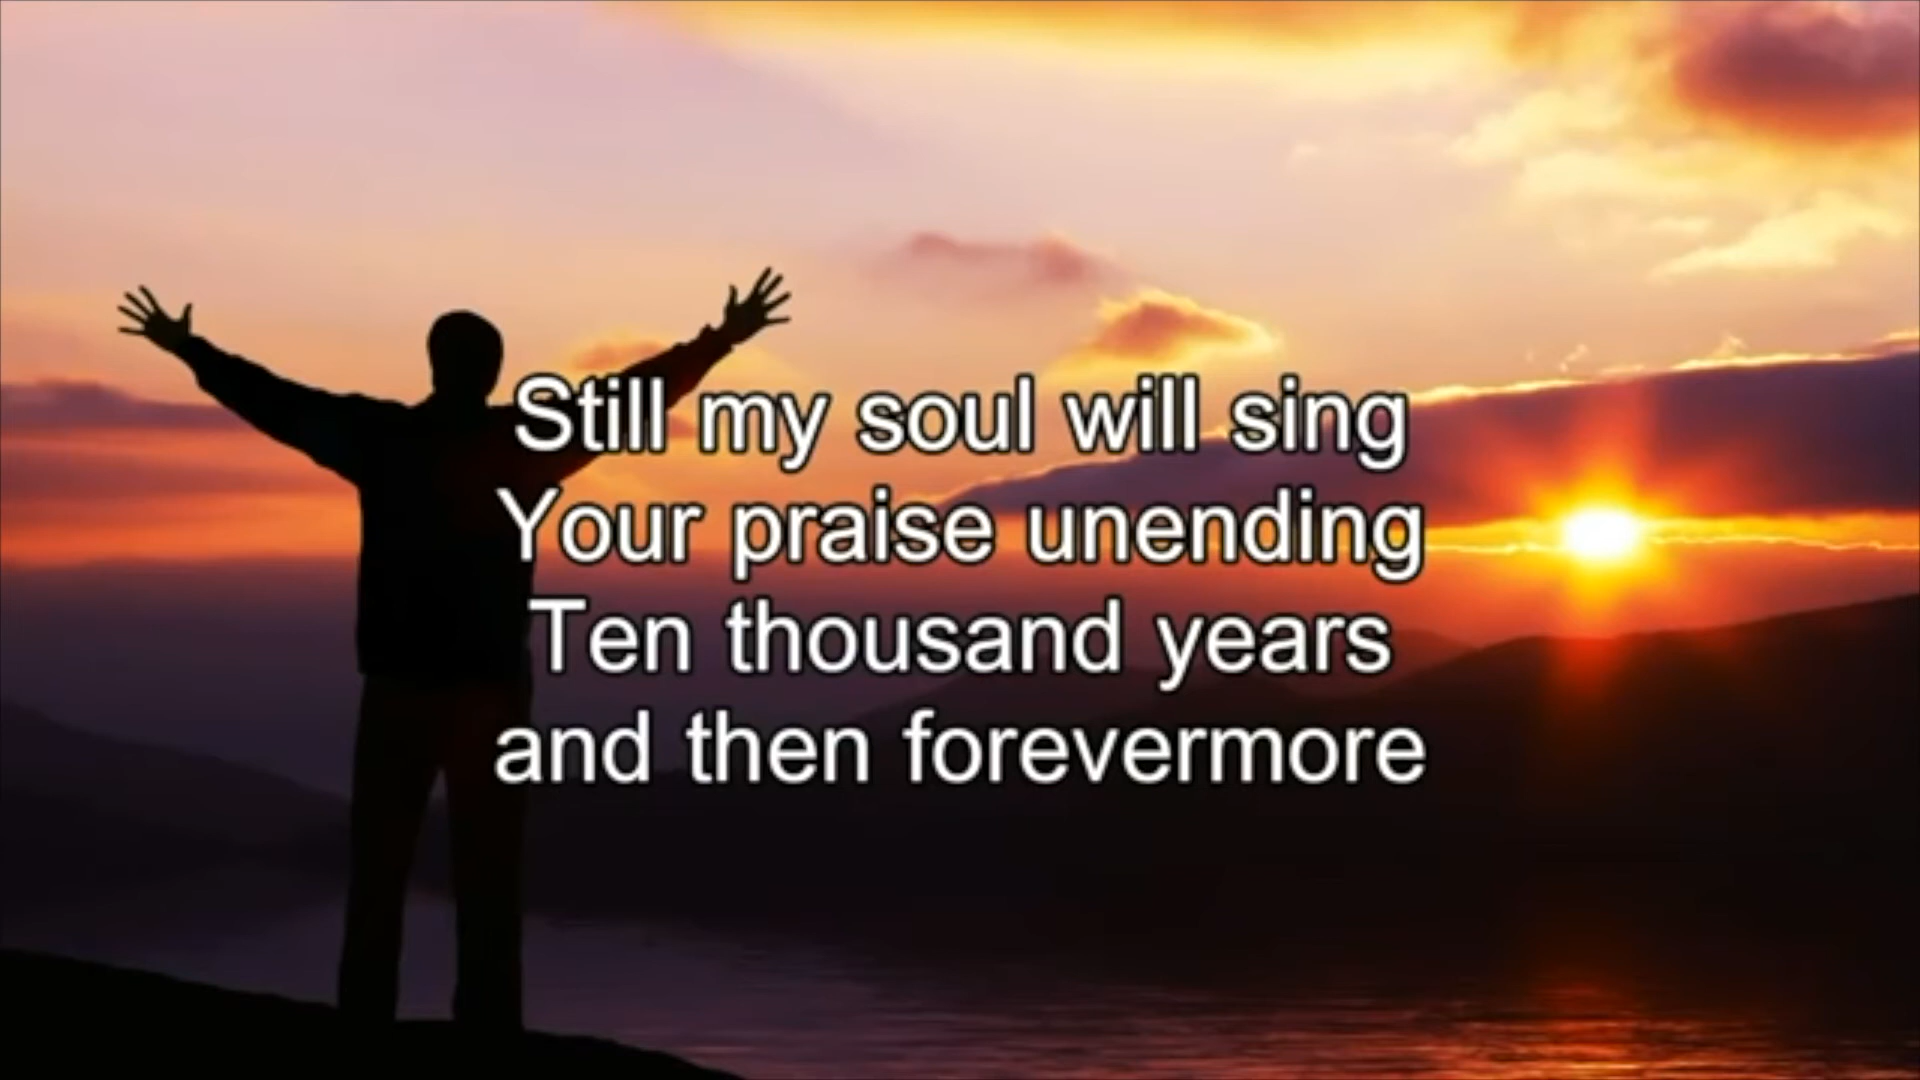 Still my soul will sing
Your praise unending
Ten thousand years
and then forevermore